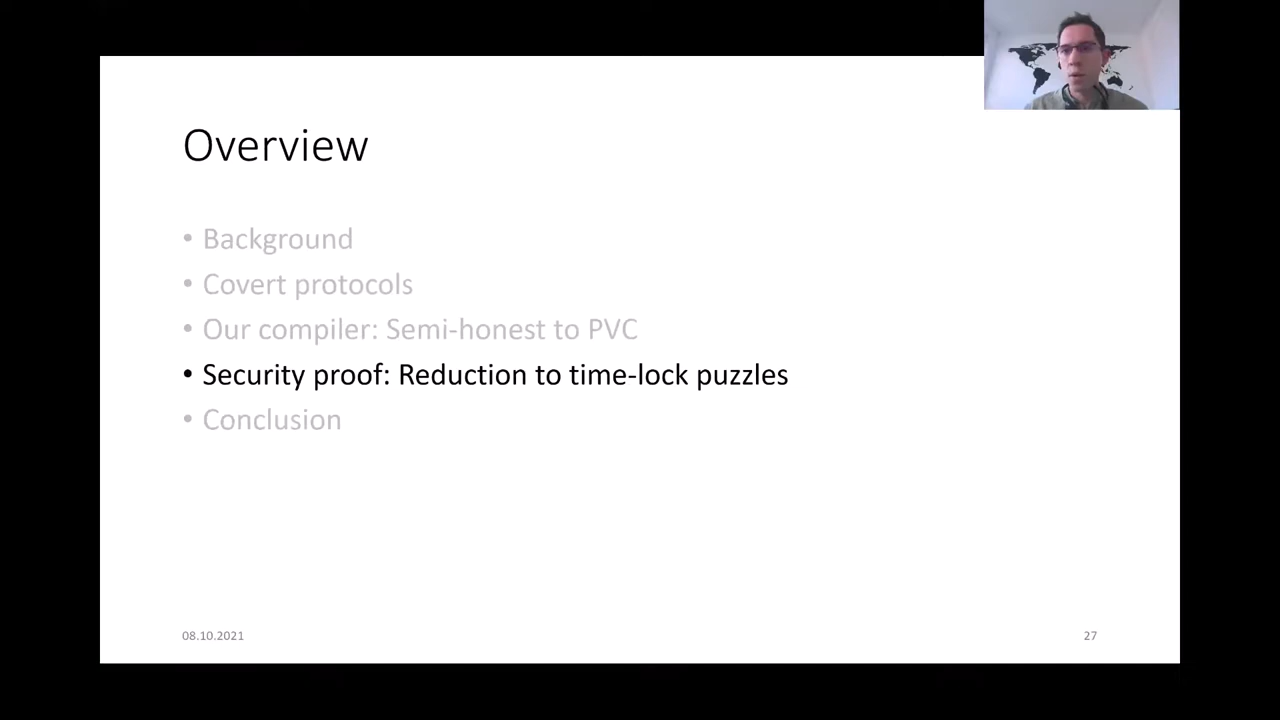 Overview
• Background
• Covert protocols
• Our compiler: Semi-honest to PVC
• Security proof: Reduction to time-lock puzzles
• Conclusion
08.10.2021
27